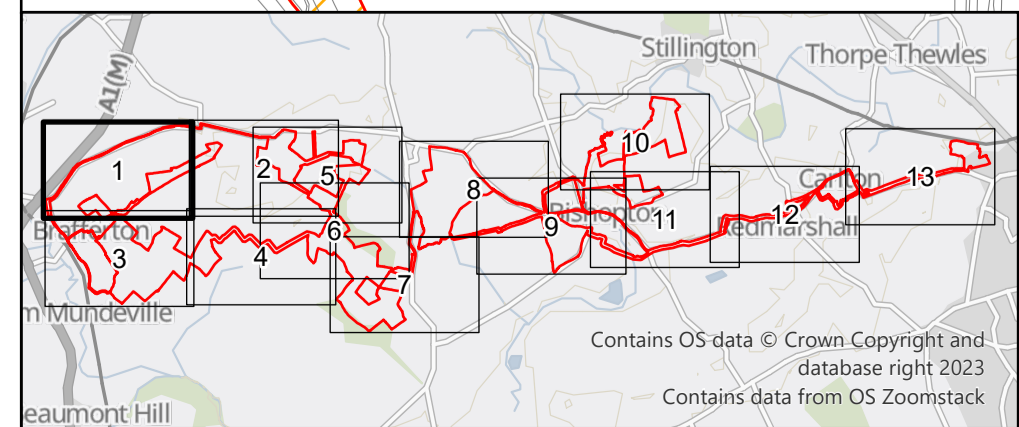 Stillington
Thorpe Thewles
A1(M)
1
2
5
10
Carlton
13
Brafferton
3
4
6
7
8
9
Bishopto
11
12
Redmarshall
m Mundeville
eaumont Hill
Contains OS data © Crown Copyright and
database right 2023
Contains data from OS Zoomstack